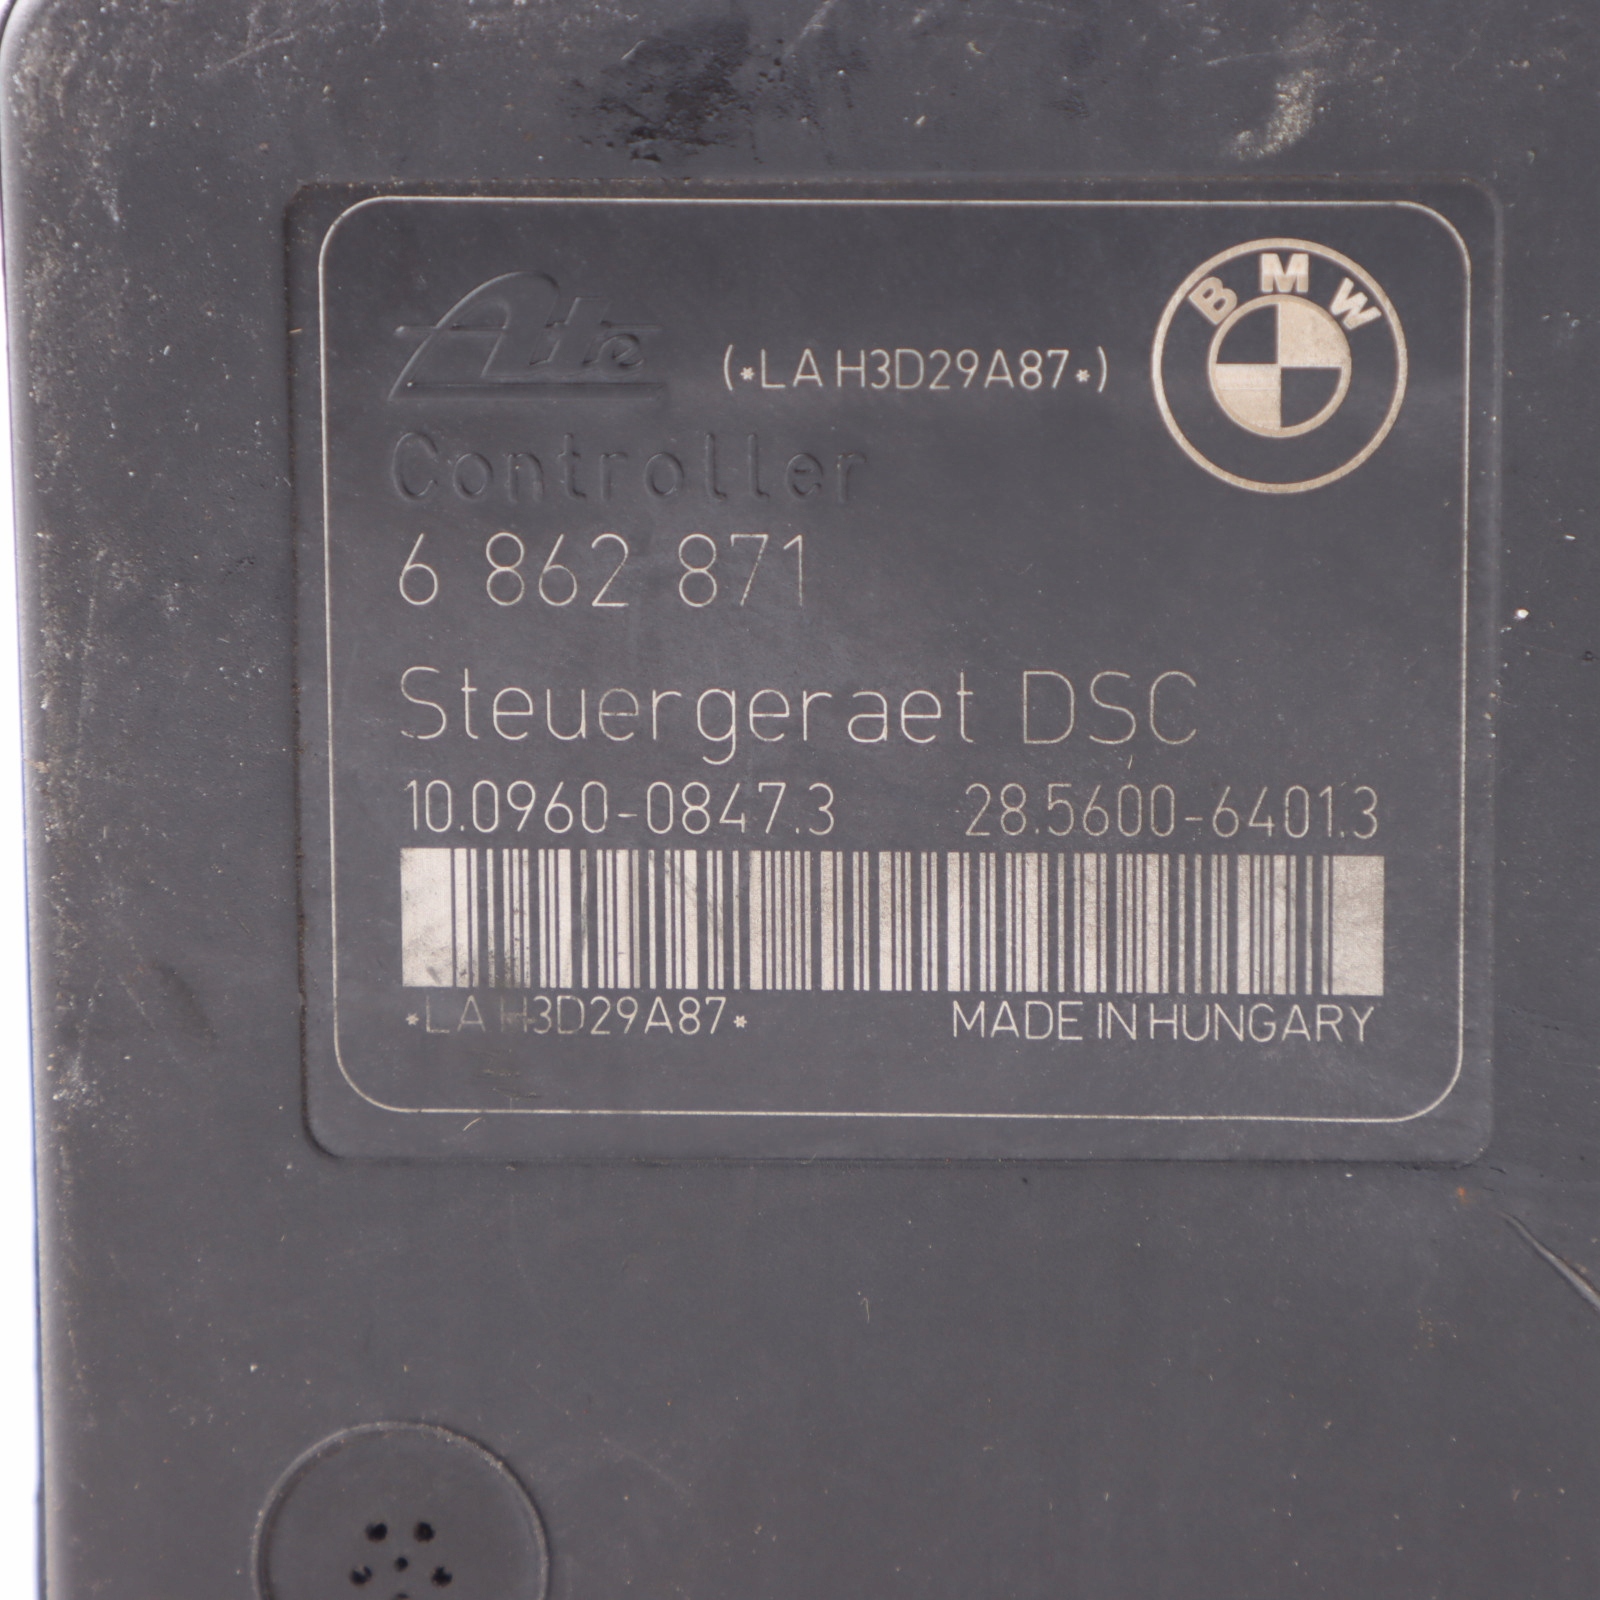 Ate
(*LA H3D29A87*)
BMW
Controller
6 862 871
Steuergeraet DSC
10.0960-0847.3 28.5600-6401.3
*LA H3D29A87* MADE IN HUNGARY